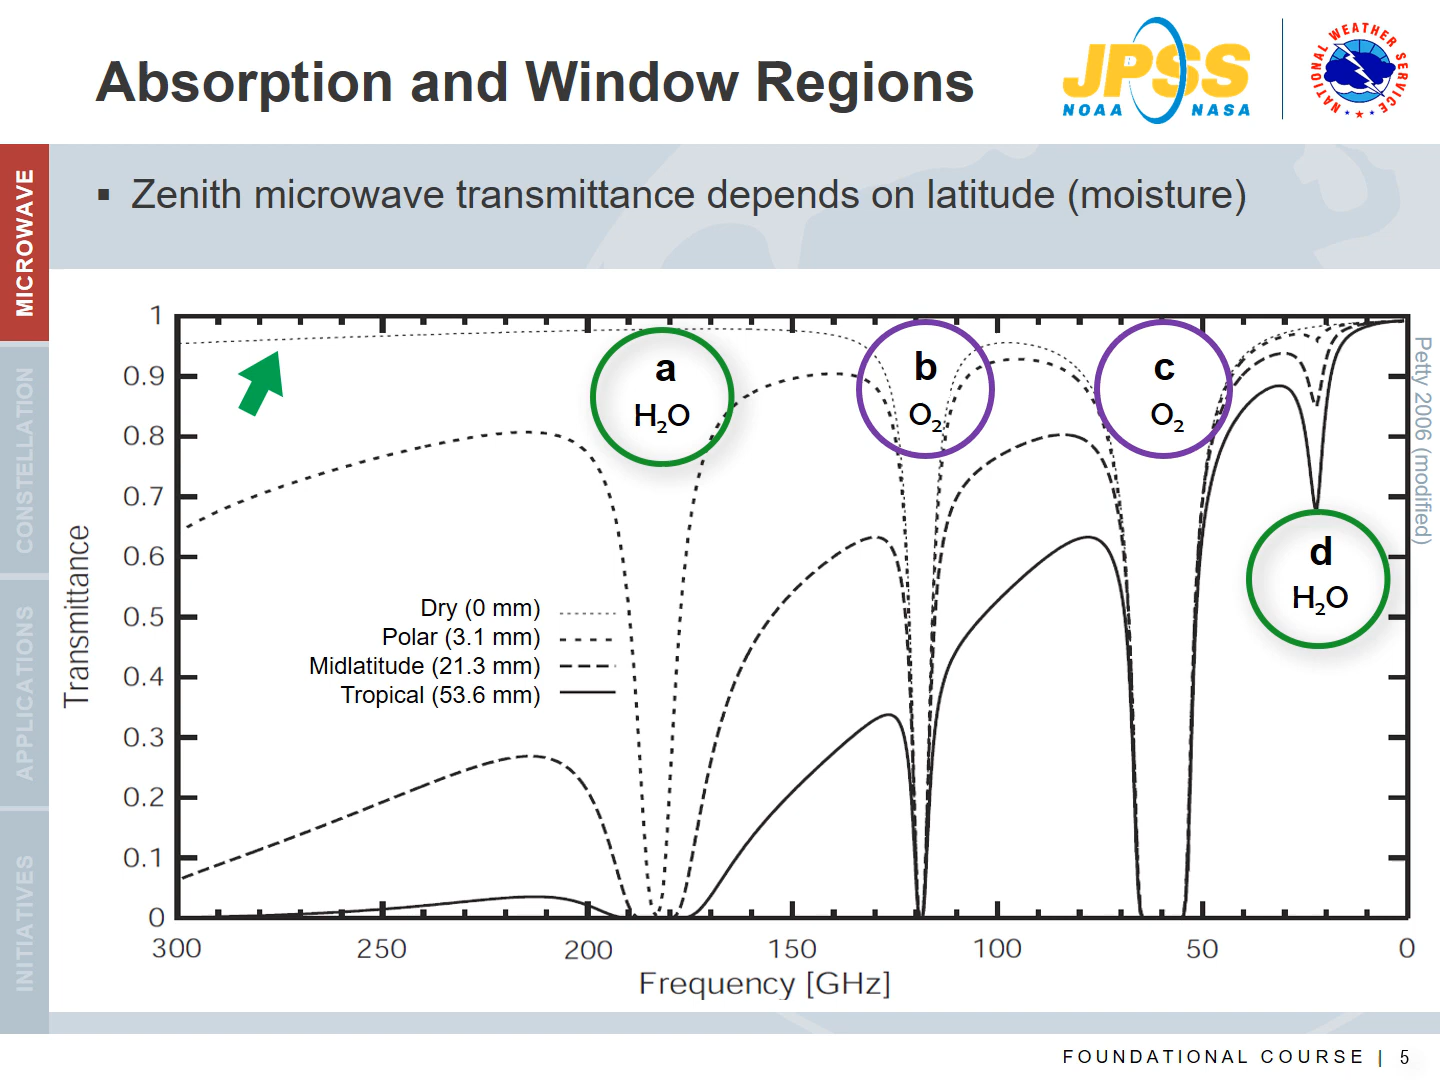 Absorption and Window Regions
JPSS
NOAA NASA
NATIONAL WEATHER SERVICE
MICROWAVE
CONSTELLATION
APPLICATIONS
INITIATIVES
▪ Zenith microwave transmittance depends on latitude (moisture)
1
0.9
0.8
0.7
0.6
0.5
0.4
0.3
0.2
0.1
0
Transmittance
a
H₂O
b
O₂
c
O₂
d
H₂O
Dry (0 mm)
Polar (3.1 mm)
Midlatitude (21.3 mm)
Tropical (53.6 mm)
300 250 200 150 100 50 0
Frequency [GHz]
Petty 2006 (modified)
FOUNDATIONAL COURSE | 5